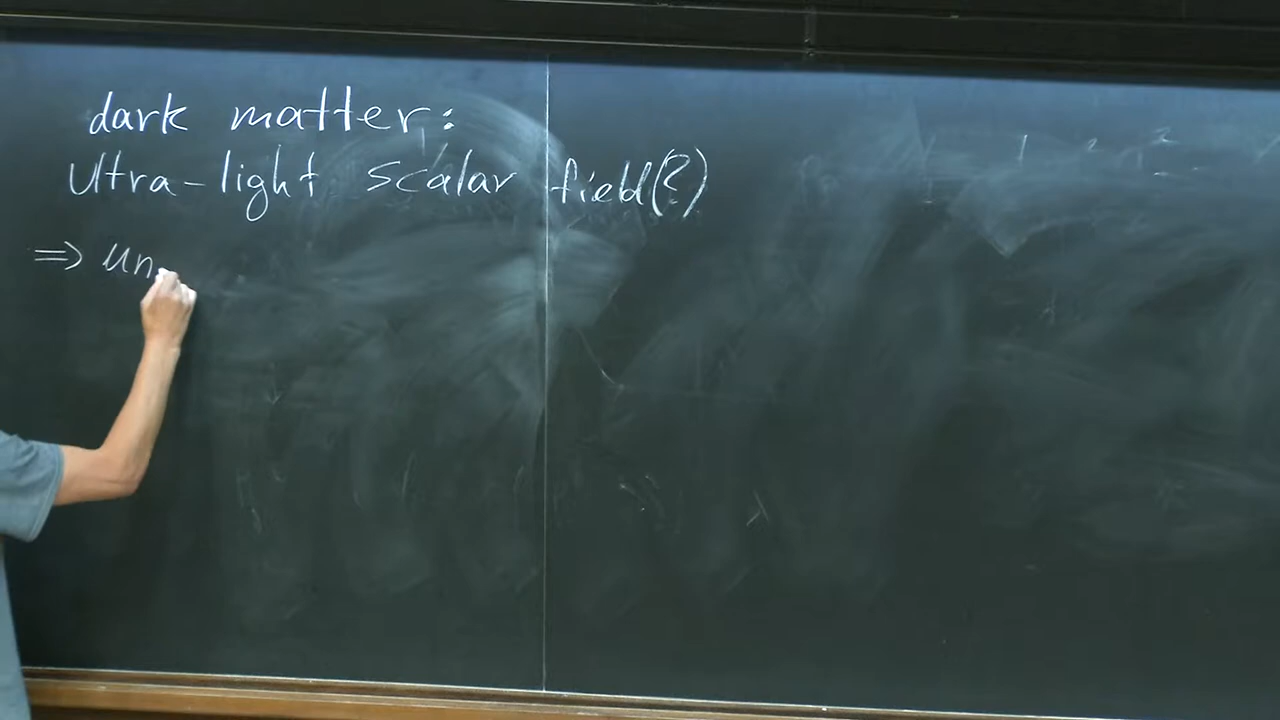 dark matter:
Ultra-light scalar field(?)
⇒ un